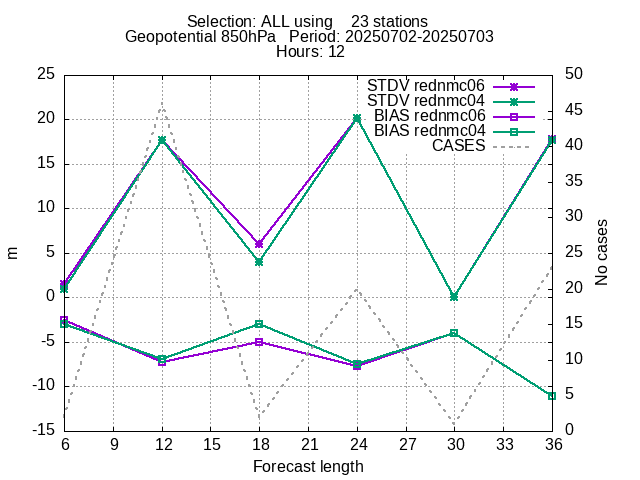 Selection: ALL using    23 stations
Geopotential 850hPa   Period: 20250702-20250703
Hours: 12
STDV rednmc06
STDV rednmc04
BIAS rednmc06
BIAS rednmc04
CASES
25
20
15
10
5
0
-5
-10
-15
m
50
45
40
35
30
25
20
15
10
5
0
No cases
6 9 12 15 18 21 24 27 30 33 36
Forecast length